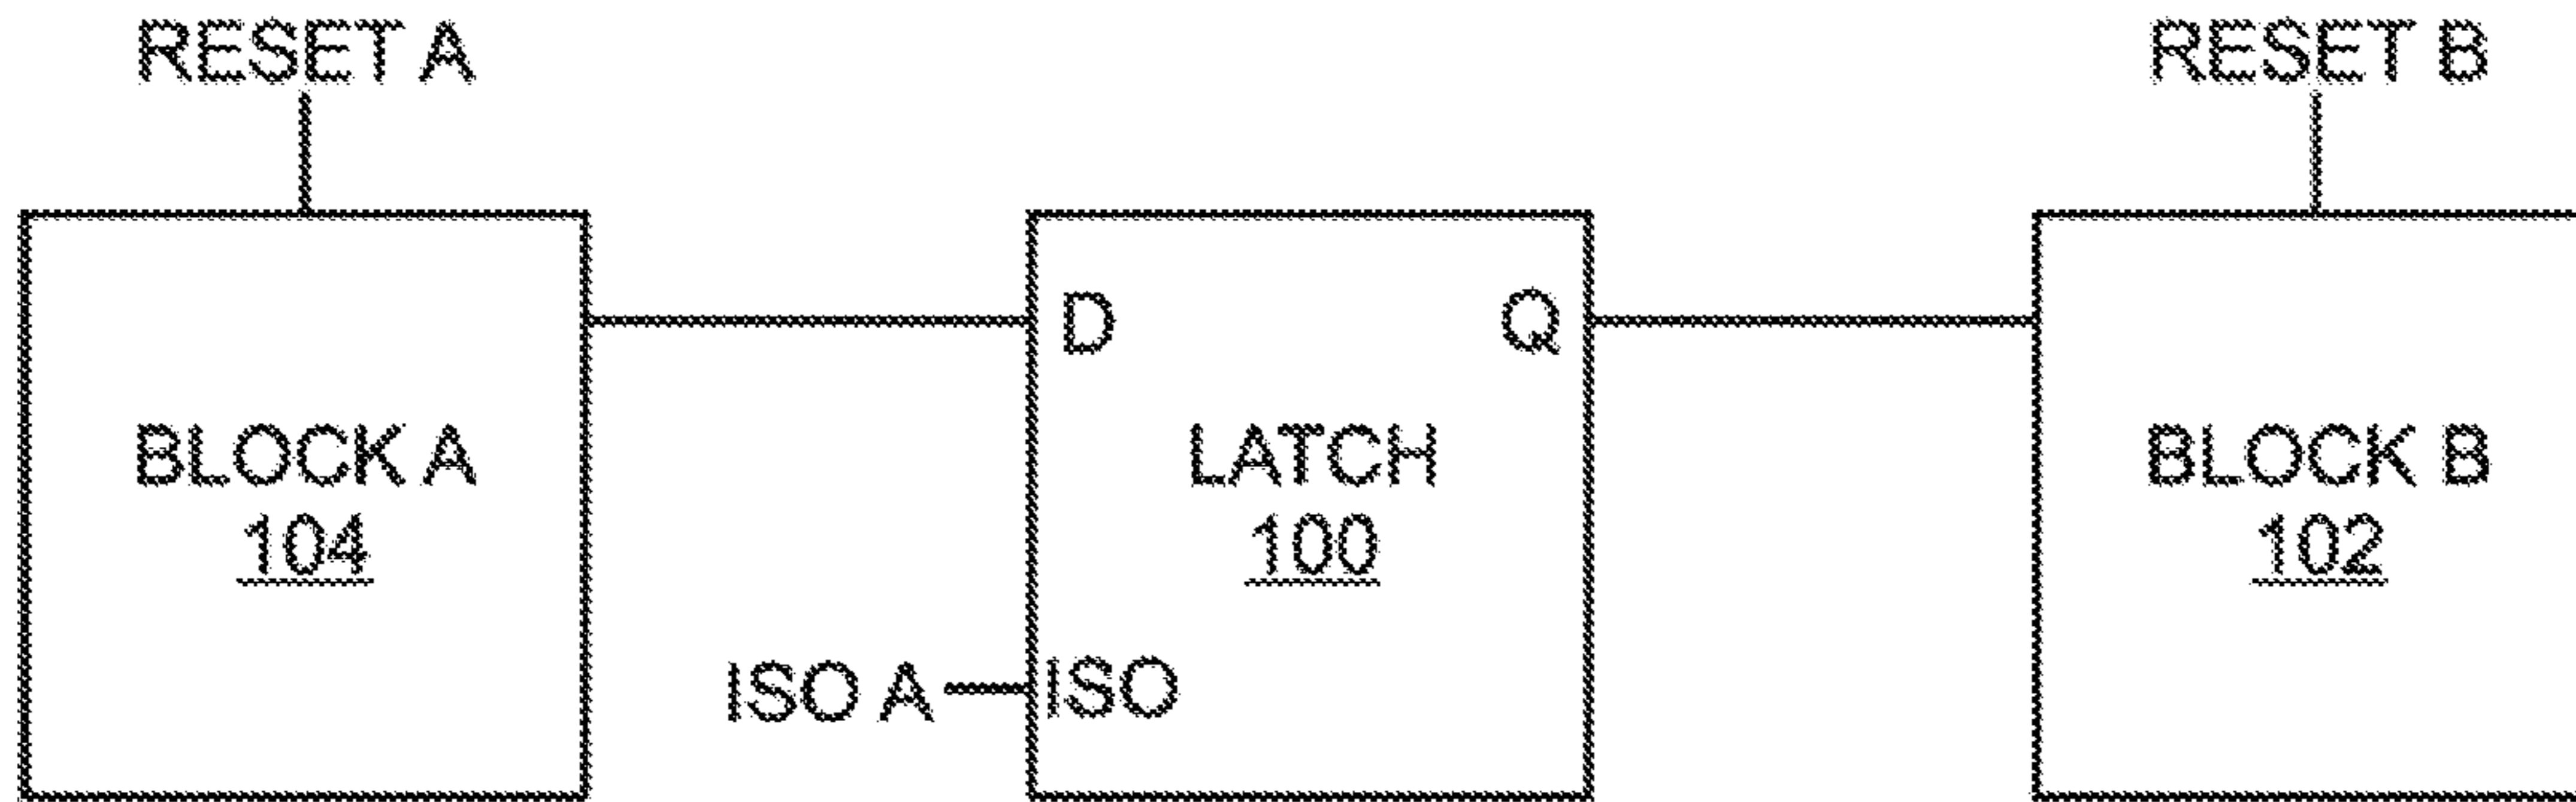 RESET A
RESET B
D
Q
BLOCK A
104
LATCH
100
BLOCK B
102
ISO A
ISO